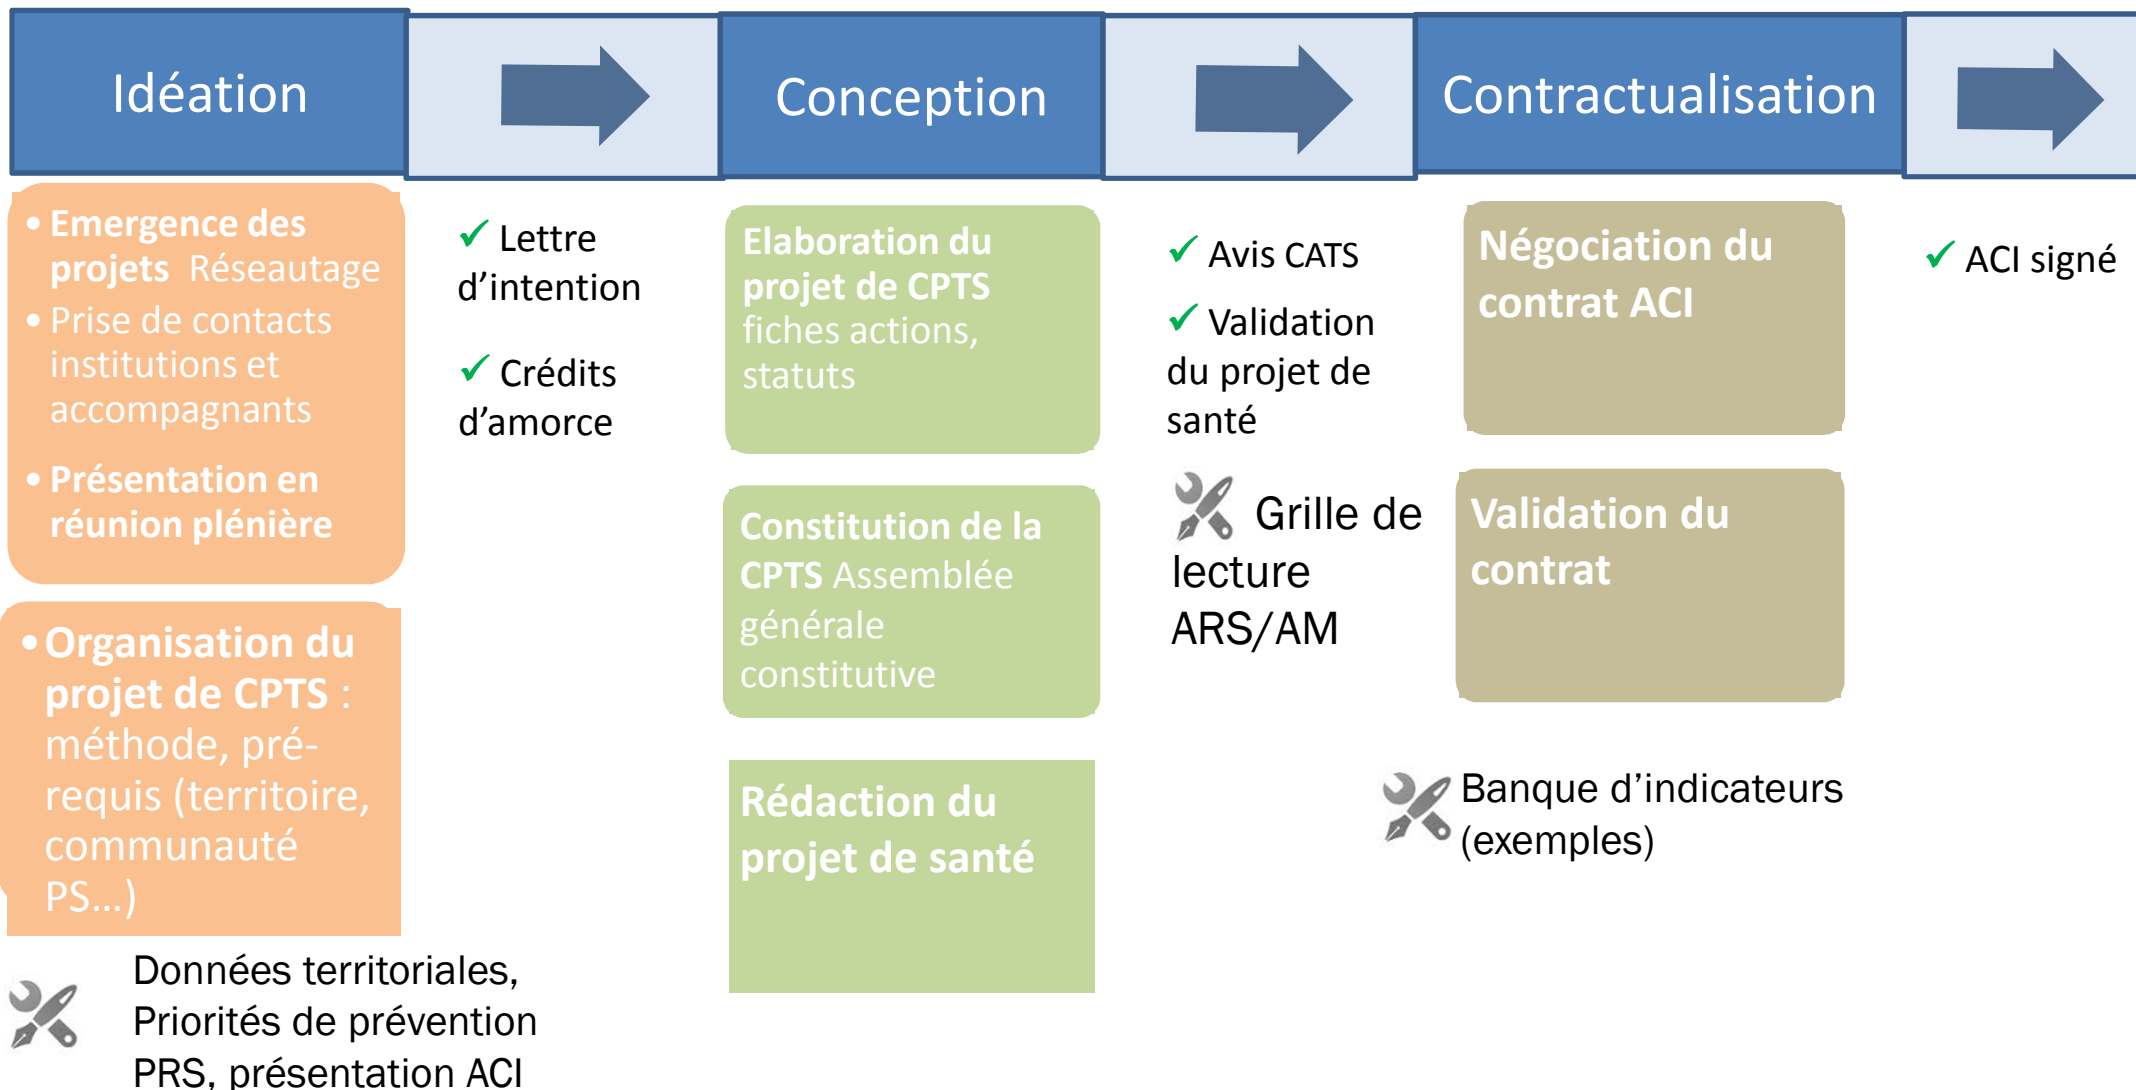 Idéation
Conception
Contractualisation
• Emergence des
projets Réseautage
• Prise de contacts
institutions et
accompagnants
• Présentation en
réunion plénière
• Organisation du
projet de CPTS :
méthode, pré-
requis (territoire,
communauté
PS...)
Données territoriales,
Priorités de prévention
PRS, présentation ACI
✓ Lettre
d’intention
✓ Crédits
d’amorce
Elaboration du
projet de CPTS
fiches actions,
statuts
Constitution de la
CPTS Assemblée
générale
constitutive
Rédaction du
projet de santé
✓ Avis CATS
✓ Validation
du projet de
santé
Grille de
lecture
ARS/AM
Négociation du
contrat ACI
Validation du
contrat
Banque d’indicateurs
(exemples)
✓ ACI signé